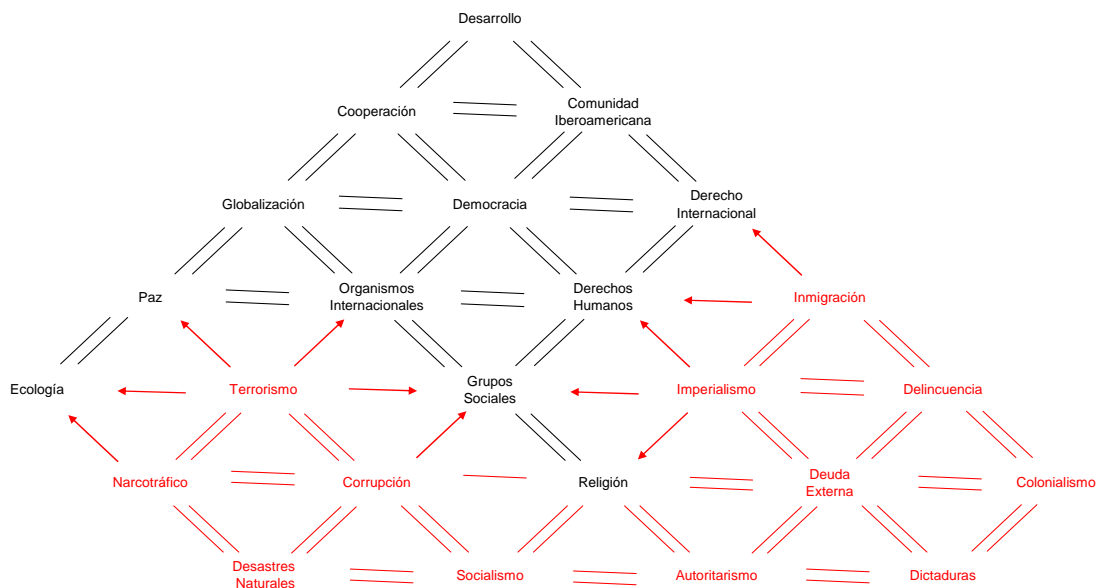 Desarrollo
Cooperación
Comunidad
Iberoamericana
Globalización
Democracia
Derecho
Internacional
Paz
Organismos
Internacionales
Derechos
Humanos
Inmigración
Ecología
Terrorismo
Grupos
Sociales
Imperialismo
Delincuencia
Narcotráfico
Corrupción
Religión
Deuda
Externa
Colonialismo
Desastres
Naturales
Socialismo
Autoritarismo
Dictaduras